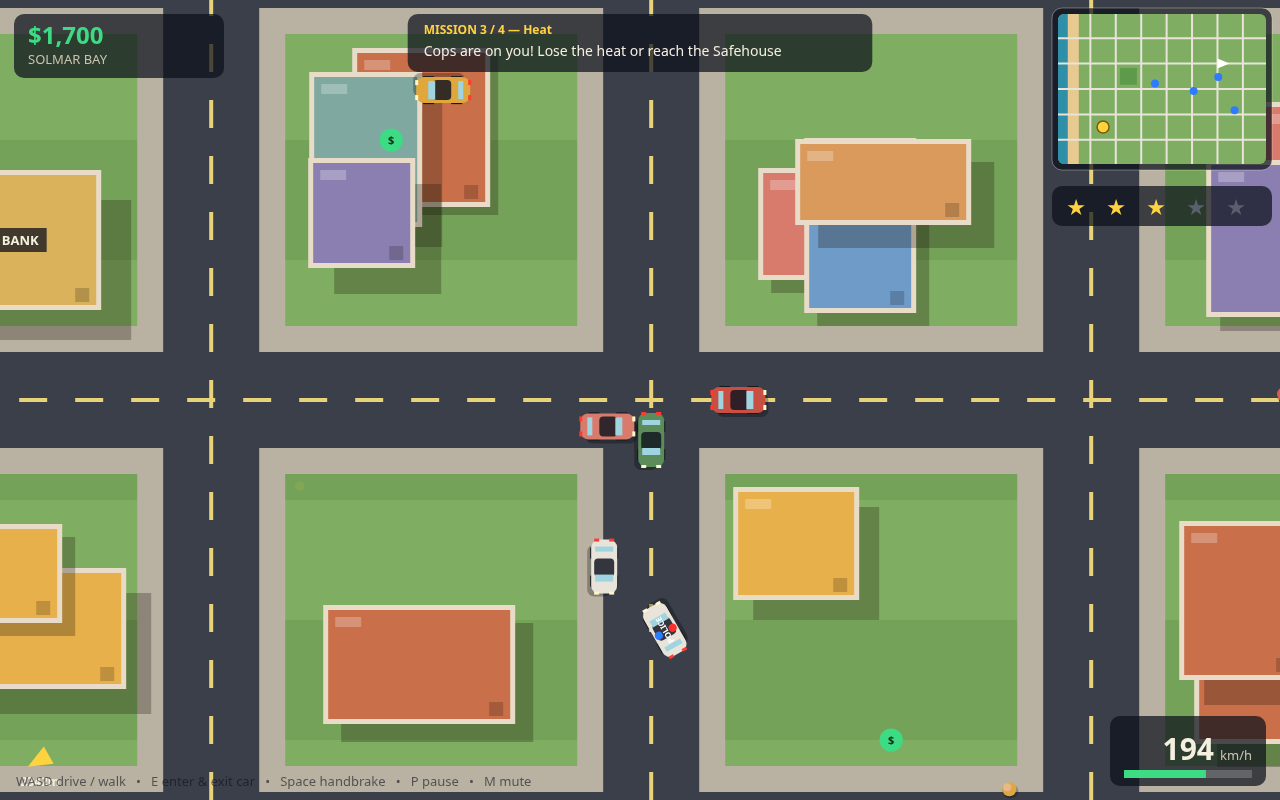 $1,700
SOLMAR BAY
MISSION 3 / 4 — Heat
Cops are on you! Lose the heat or reach the Safehouse
BANK
$
$
194 km/h
WASD drive / walk • E enter & exit car • Space handbrake • P pause • M mute